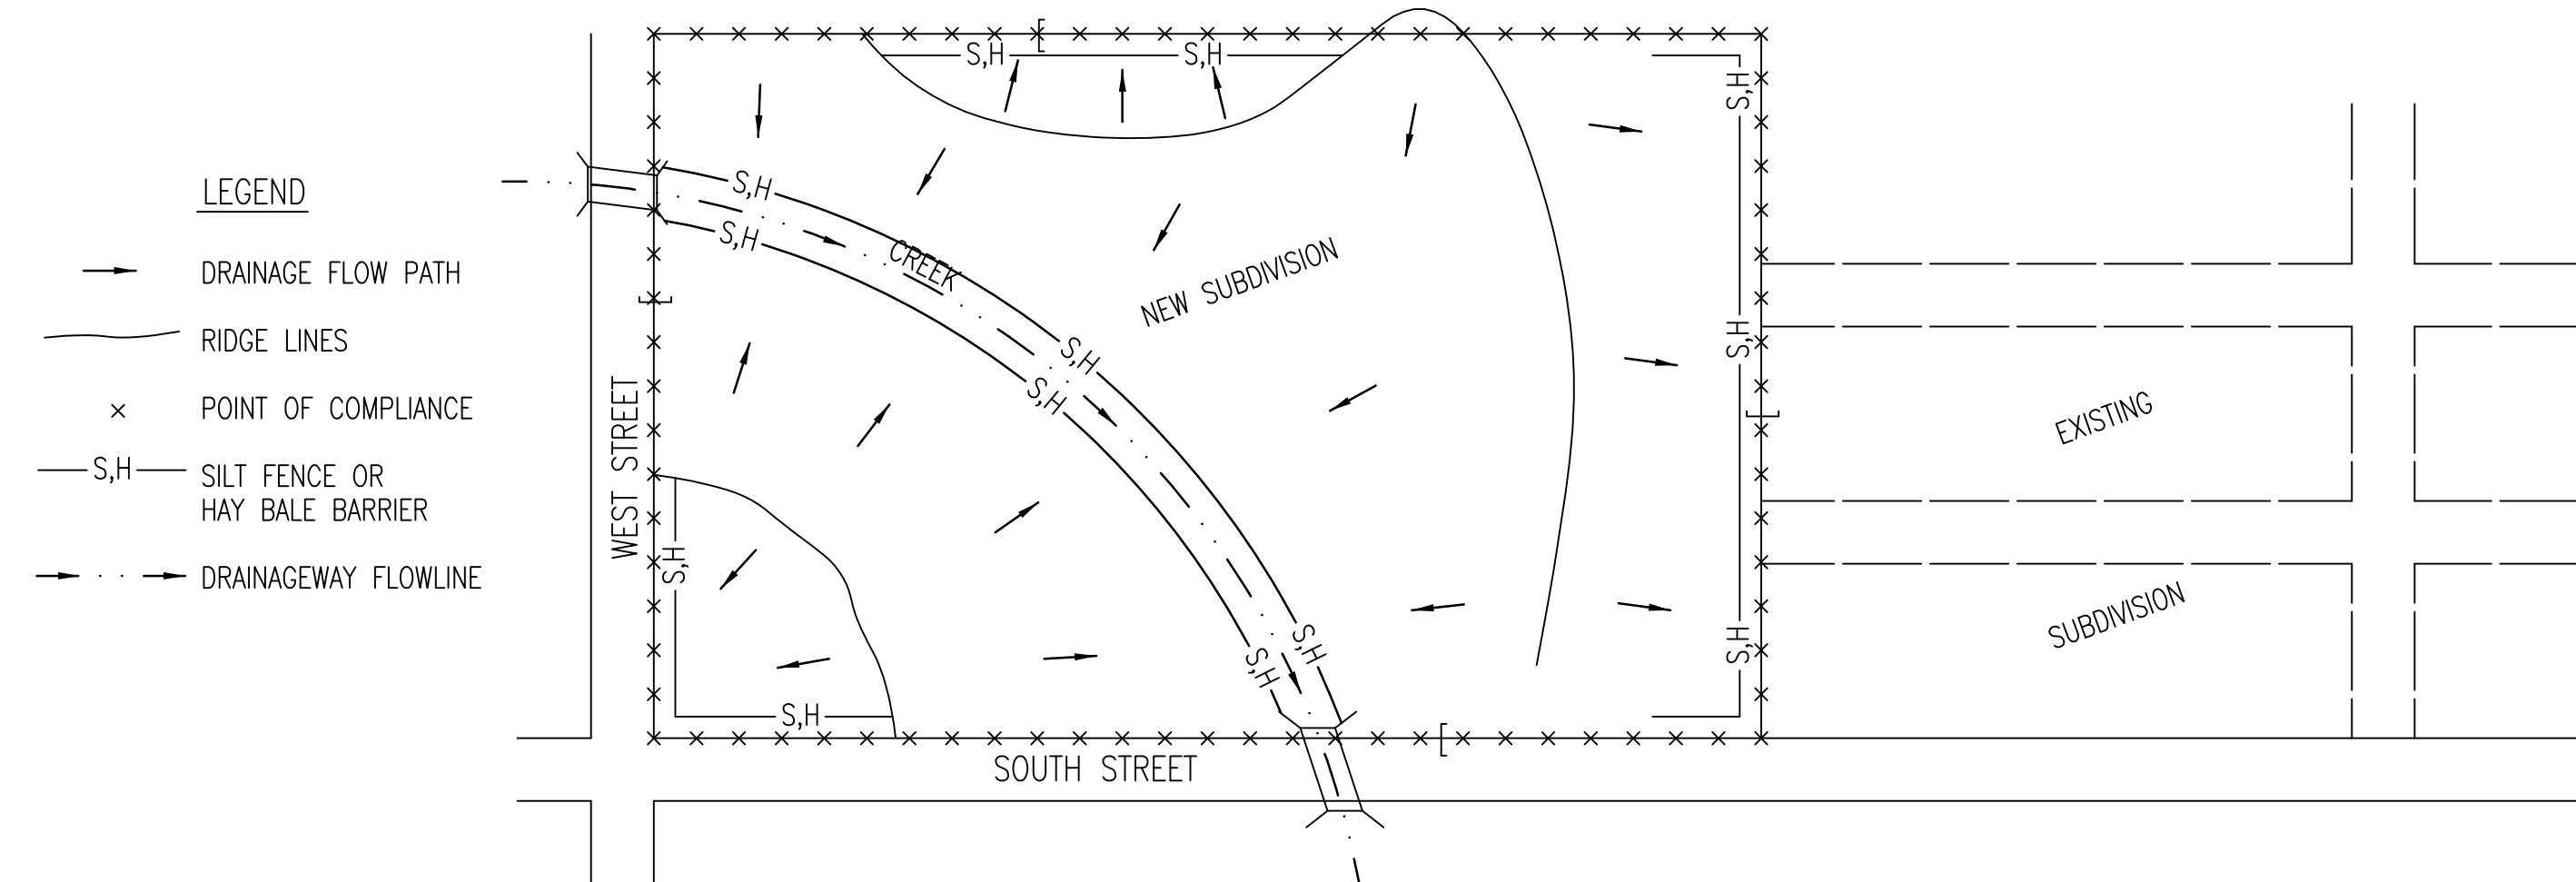 LEGEND
DRAINAGE FLOW PATH
RIDGE LINES
× POINT OF COMPLIANCE
S,H SILT FENCE OR
HAY BALE BARRIER
DRAINAGEWAY FLOWLINE
S,H
S,H
S,H
S,H
S,H
CREEK
NEW SUBDIVISION
S,H
S,H
S,H
WEST STREET
S,H
S,H
S,H
S,H
S,H
SOUTH STREET
EXISTING
SUBDIVISION